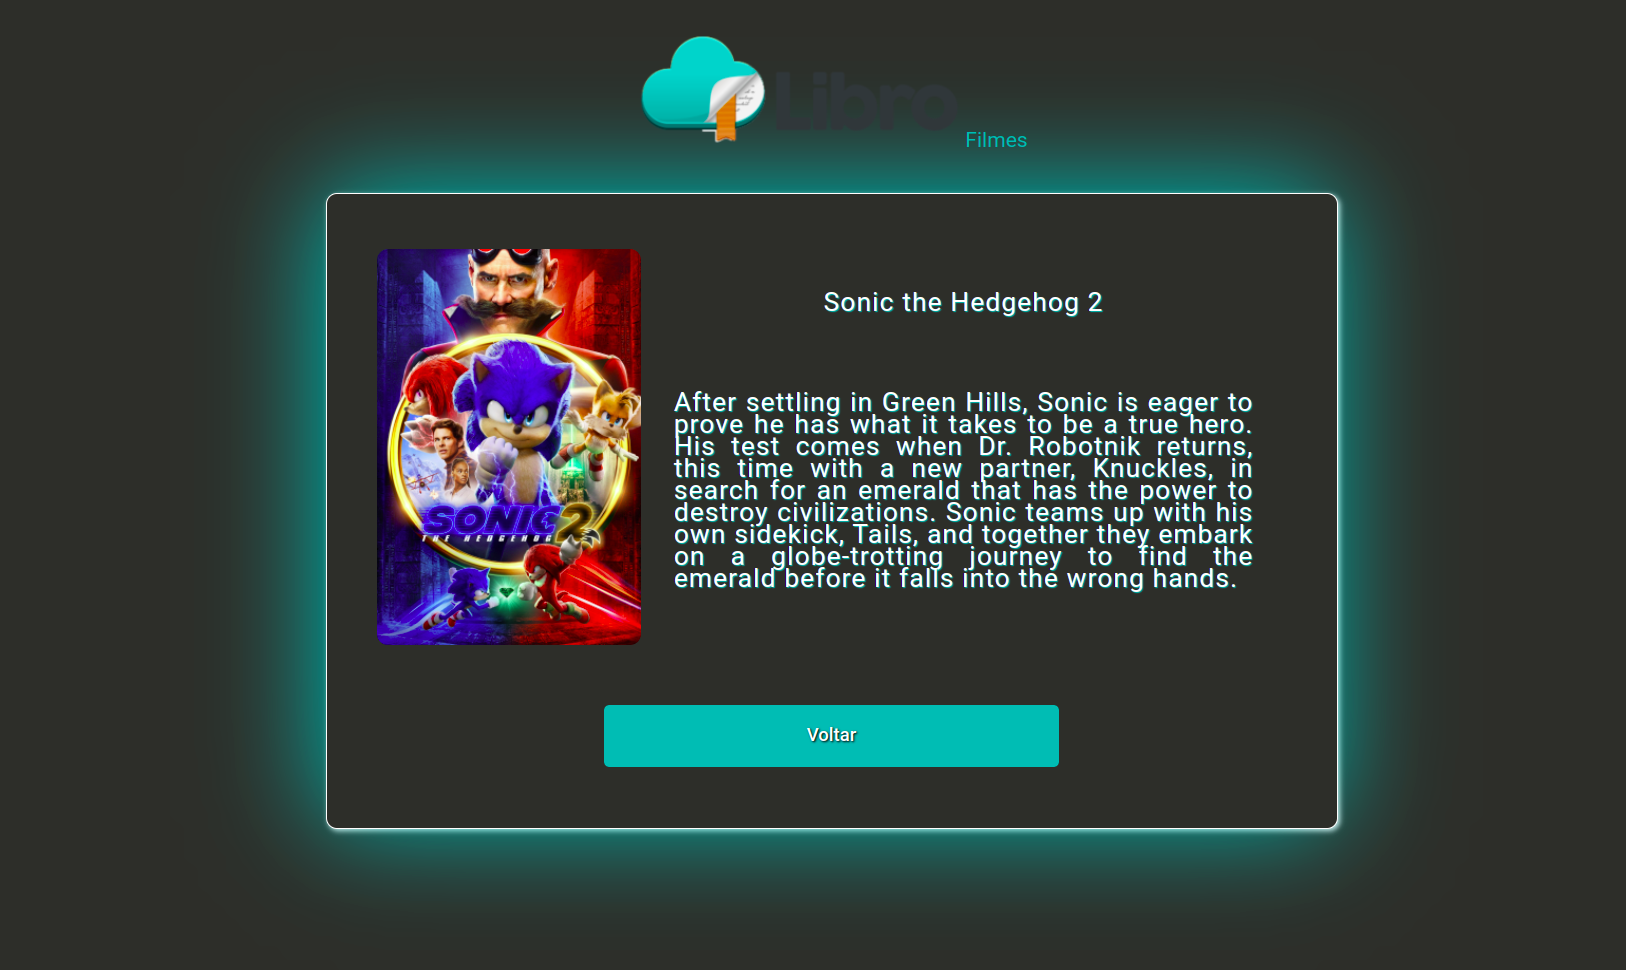 Libro
Filmes
Sonic the Hedgehog 2
After settling in Green Hills, Sonic is eager to
prove he has what it takes to be a true hero.
His test comes when Dr. Robotnik returns,
this time with a new partner, Knuckles, in
search for an emerald that has the power to
destroy civilizations. Sonic teams up with his
own sidekick, Tails, and together they embark
on a globe-trotting journey to find the
emerald before it falls into the wrong hands.
SONIC 2
THE HEDGEHOG
Voltar